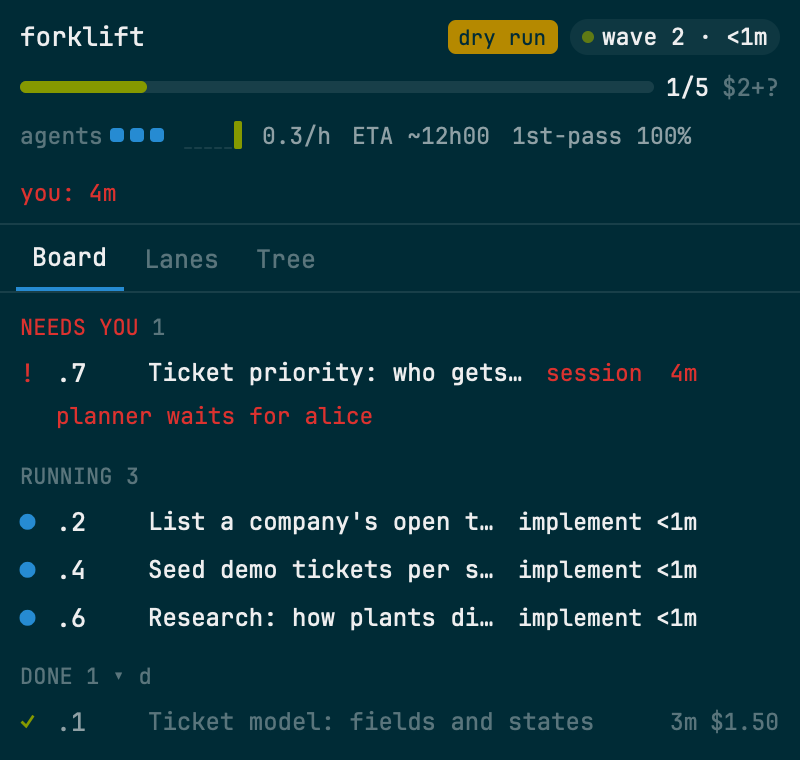 forklift dry run wave 2 · <1m
1/5 $2+?
agents 0.3/h ETA ~12h00 1st-pass 100%
you: 4m
Board Lanes Tree
NEEDS YOU 1
! .7 Ticket priority: who gets… session 4m
planner waits for alice
RUNNING 3
.2 List a company's open t… implement <1m
.4 Seed demo tickets per s… implement <1m
.6 Research: how plants di… implement <1m
DONE 1 ▾ d
✓ .1 Ticket model: fields and states 3m $1.50